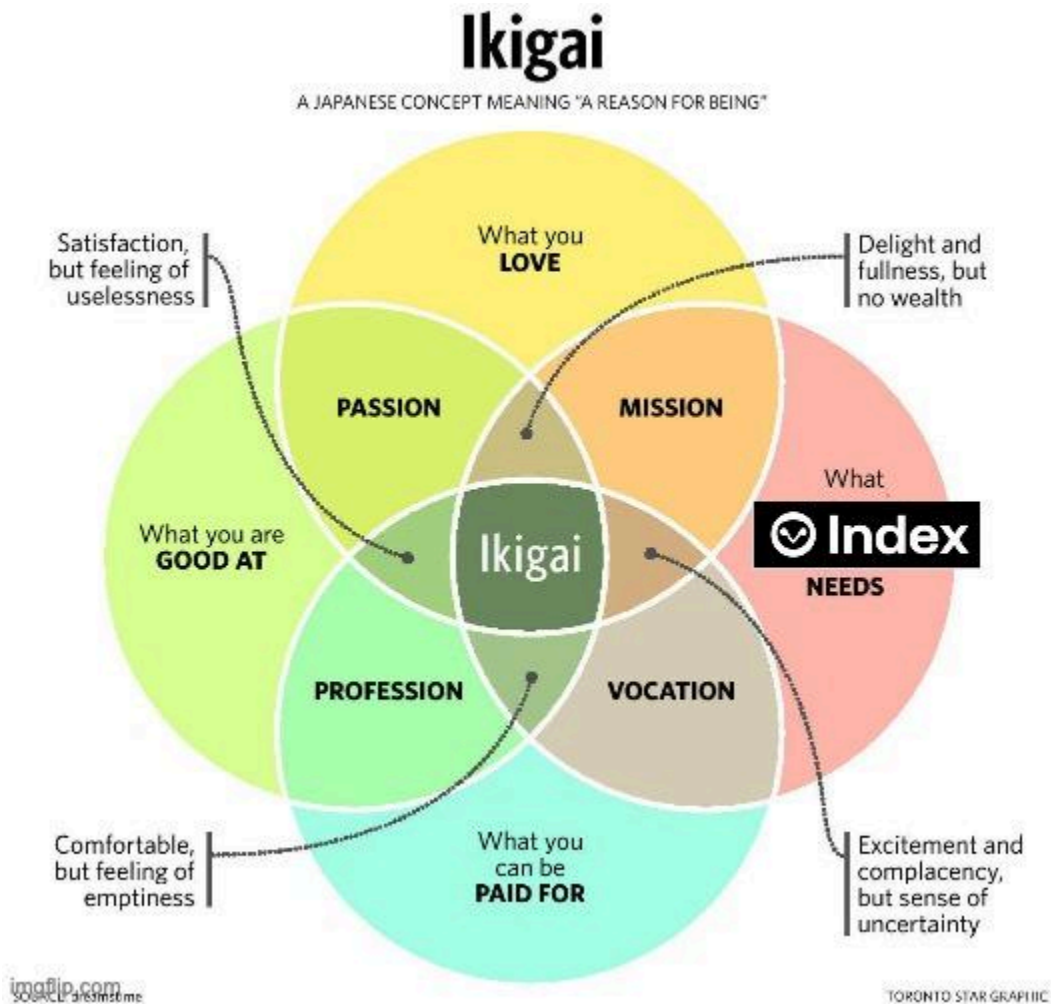 Ikigai
A JAPANESE CONCEPT MEANING "A REASON FOR BEING"
Satisfaction,
but feeling of
uselessness
What you
LOVE
Delight and
fullness, but
no wealth
PASSION
MISSION
What you are
GOOD AT
Ikigai
What
Index
NEEDS
PROFESSION
VOCATION
Comfortable,
but feeling of
emptiness
What you
can be
PAID FOR
Excitement and
complacency,
but sense of
uncertainty
imgflip.com
SOURCE: dreamstime
TORONTO STAR GRAPHIC